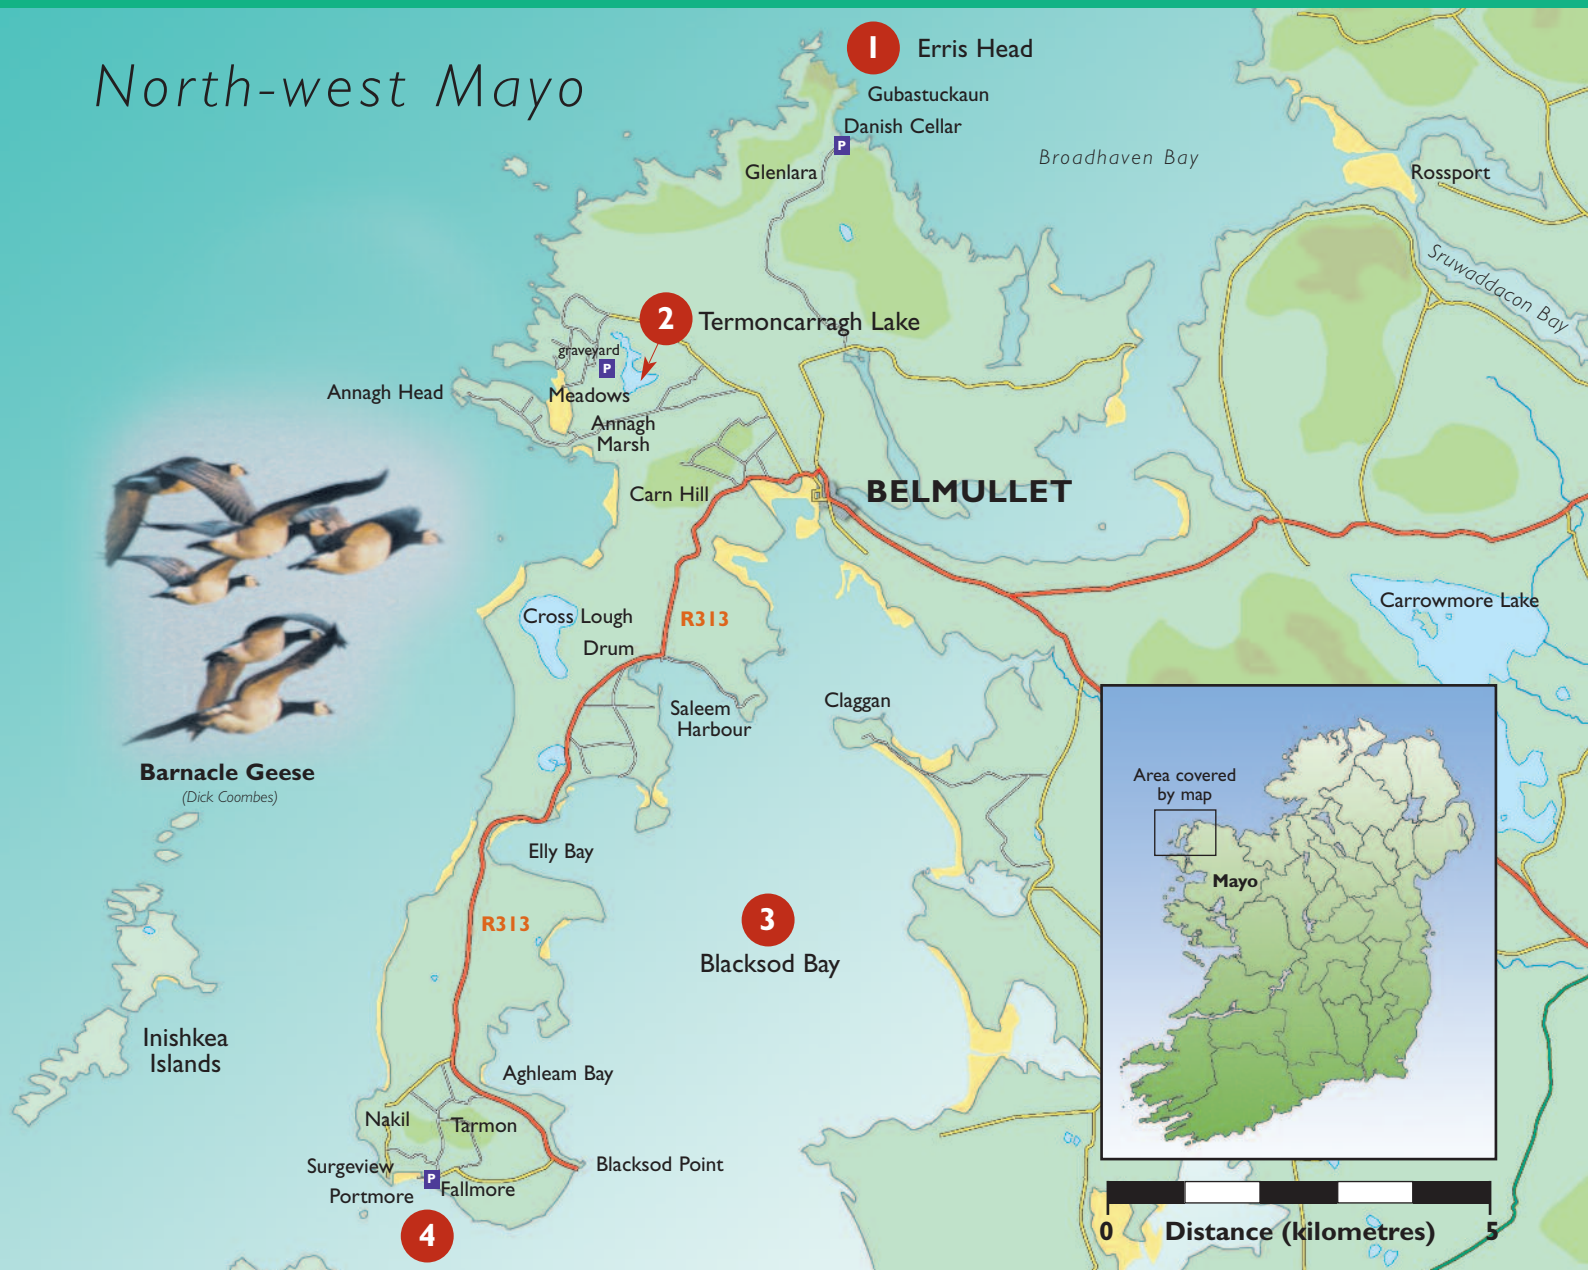 North-west Mayo
1 Erris Head
Gubastuckaun
Danish Cellar
P
Glenlara
Broadhaven Bay
Rossport
Sruwaddacon Bay
2 Termoncarragh Lake
graveyard
P
Meadows
Annagh Head
Annagh
Marsh
Carn Hill
BELMULLET
Cross Lough
R313
Drum
Carrowmore Lake
Saleem
Harbour
Claggan
Barnacle Geese
(Dick Coombes)
Area covered
by map
Mayo
Elly Bay
R313
3
Blacksod Bay
Inishkea
Islands
Aghleam Bay
Nakil
Tarmon
Surgeview
Blacksod Point
P
Portmore
Fallmore
4
0
Distance (kilometres)
5